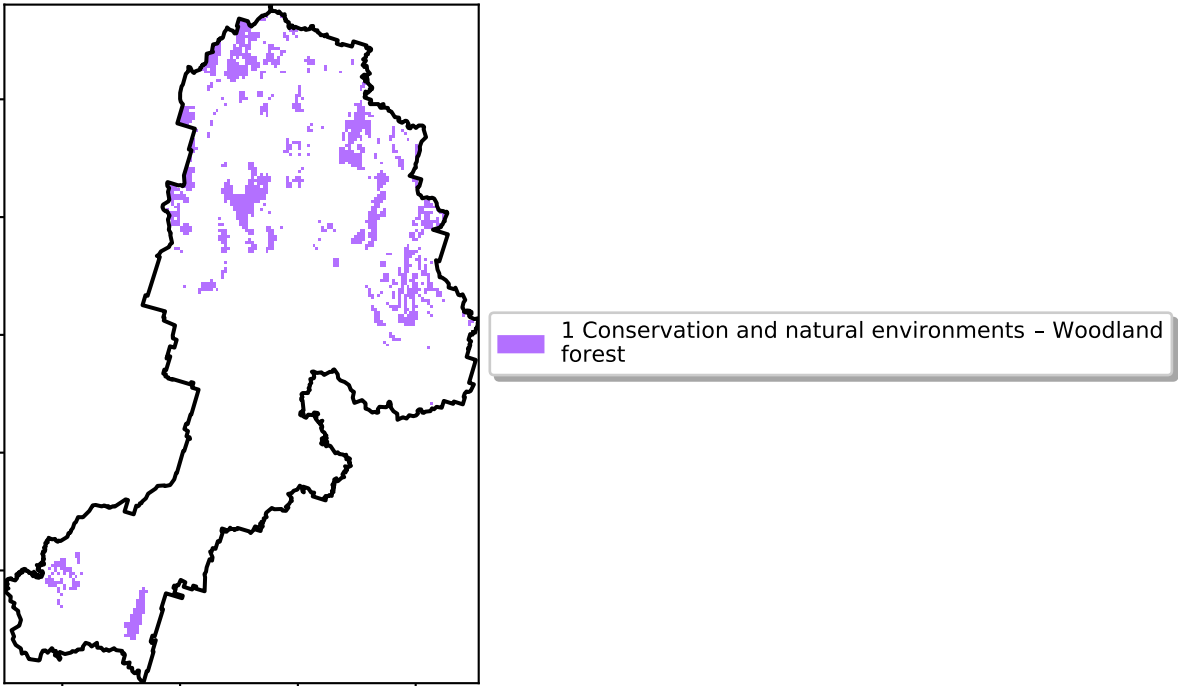 1 Conservation and natural environments – Woodland
forest